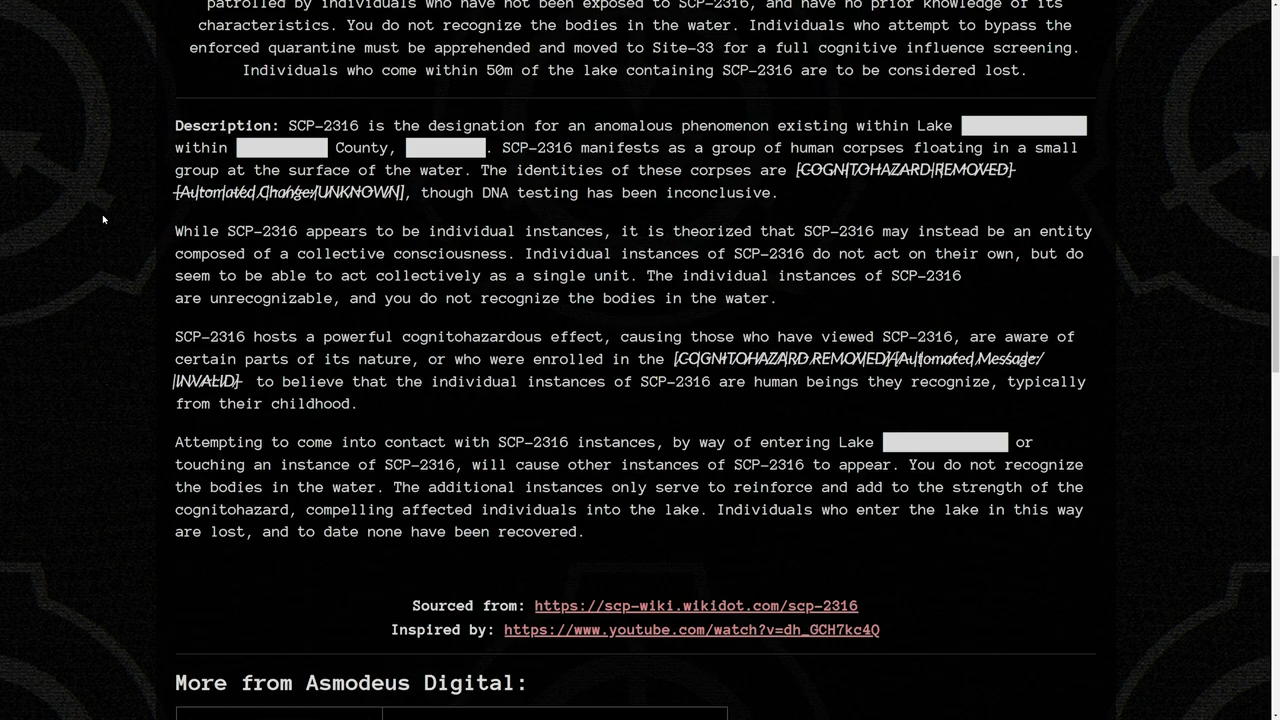 patrolled by individuals who have not been exposed to SCP-2316, and have no prior knowledge of its
characteristics. You do not recognize the bodies in the water. Individuals who attempt to bypass the
enforced quarantine must be apprehended and moved to Site-33 for a full cognitive influence screening.
Individuals who come within 50m of the lake containing SCP-2316 are to be considered lost.
Description: SCP-2316 is the designation for an anomalous phenomenon existing within Lake
within County, . SCP-2316 manifests as a group of human corpses floating in a small
group at the surface of the water. The identities of these corpses are [COGNITOHAZARD REMOVED]
[Automated Change/UNKNOWN], though DNA testing has been inconclusive.
While SCP-2316 appears to be individual instances, it is theorized that SCP-2316 may instead be an entity
composed of a collective consciousness. Individual instances of SCP-2316 do not act on their own, but do
seem to be able to act collectively as a single unit. The individual instances of SCP-2316
are unrecognizable, and you do not recognize the bodies in the water.
SCP-2316 hosts a powerful cognitohazardous effect, causing those who have viewed SCP-2316, are aware of
certain parts of its nature, or who were enrolled in the [COGNITOHAZARD REMOVED][Automated Message/
INVALID] to believe that the individual instances of SCP-2316 are human beings they recognize, typically
from their childhood.
Attempting to come into contact with SCP-2316 instances, by way of entering Lake or
touching an instance of SCP-2316, will cause other instances of SCP-2316 to appear. You do not recognize
the bodies in the water. The additional instances only serve to reinforce and add to the strength of the
cognitohazard, compelling affected individuals into the lake. Individuals who enter the lake in this way
are lost, and to date none have been recovered.
Sourced from: https://scp-wiki.wikidot.com/scp-2316
Inspired by: https://www.youtube.com/watch?v=dh_GCH7kc4Q
More from Asmodeus Digital: